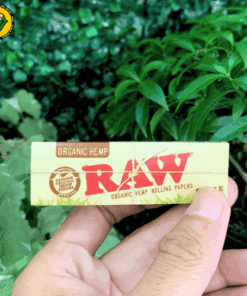 ORGANIC HEMP
RAW
ORGANIC HEMP ROLLING PAPERS